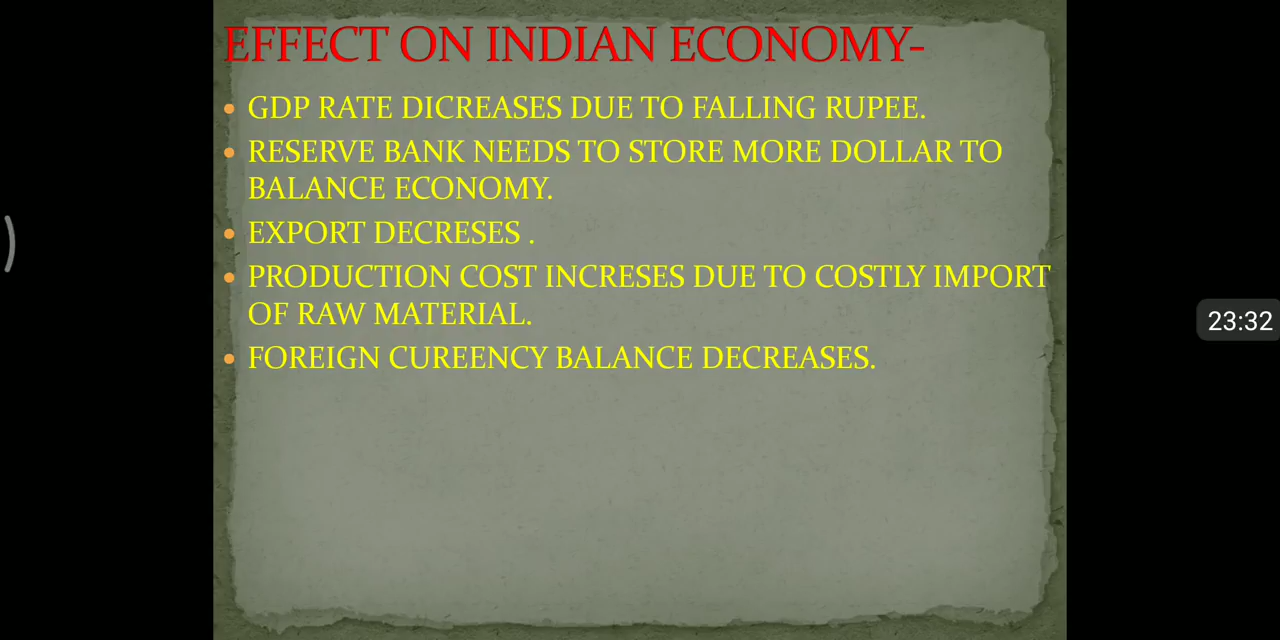 EFFECT ON INDIAN ECONOMY-
• GDP RATE DICREASES DUE TO FALLING RUPEE.
• RESERVE BANK NEEDS TO STORE MORE DOLLAR TO
BALANCE ECONOMY.
• EXPORT DECRESES .
• PRODUCTION COST INCRESES DUE TO COSTLY IMPORT
OF RAW MATERIAL.
• FOREIGN CUREENCY BALANCE DECREASES.
23:32